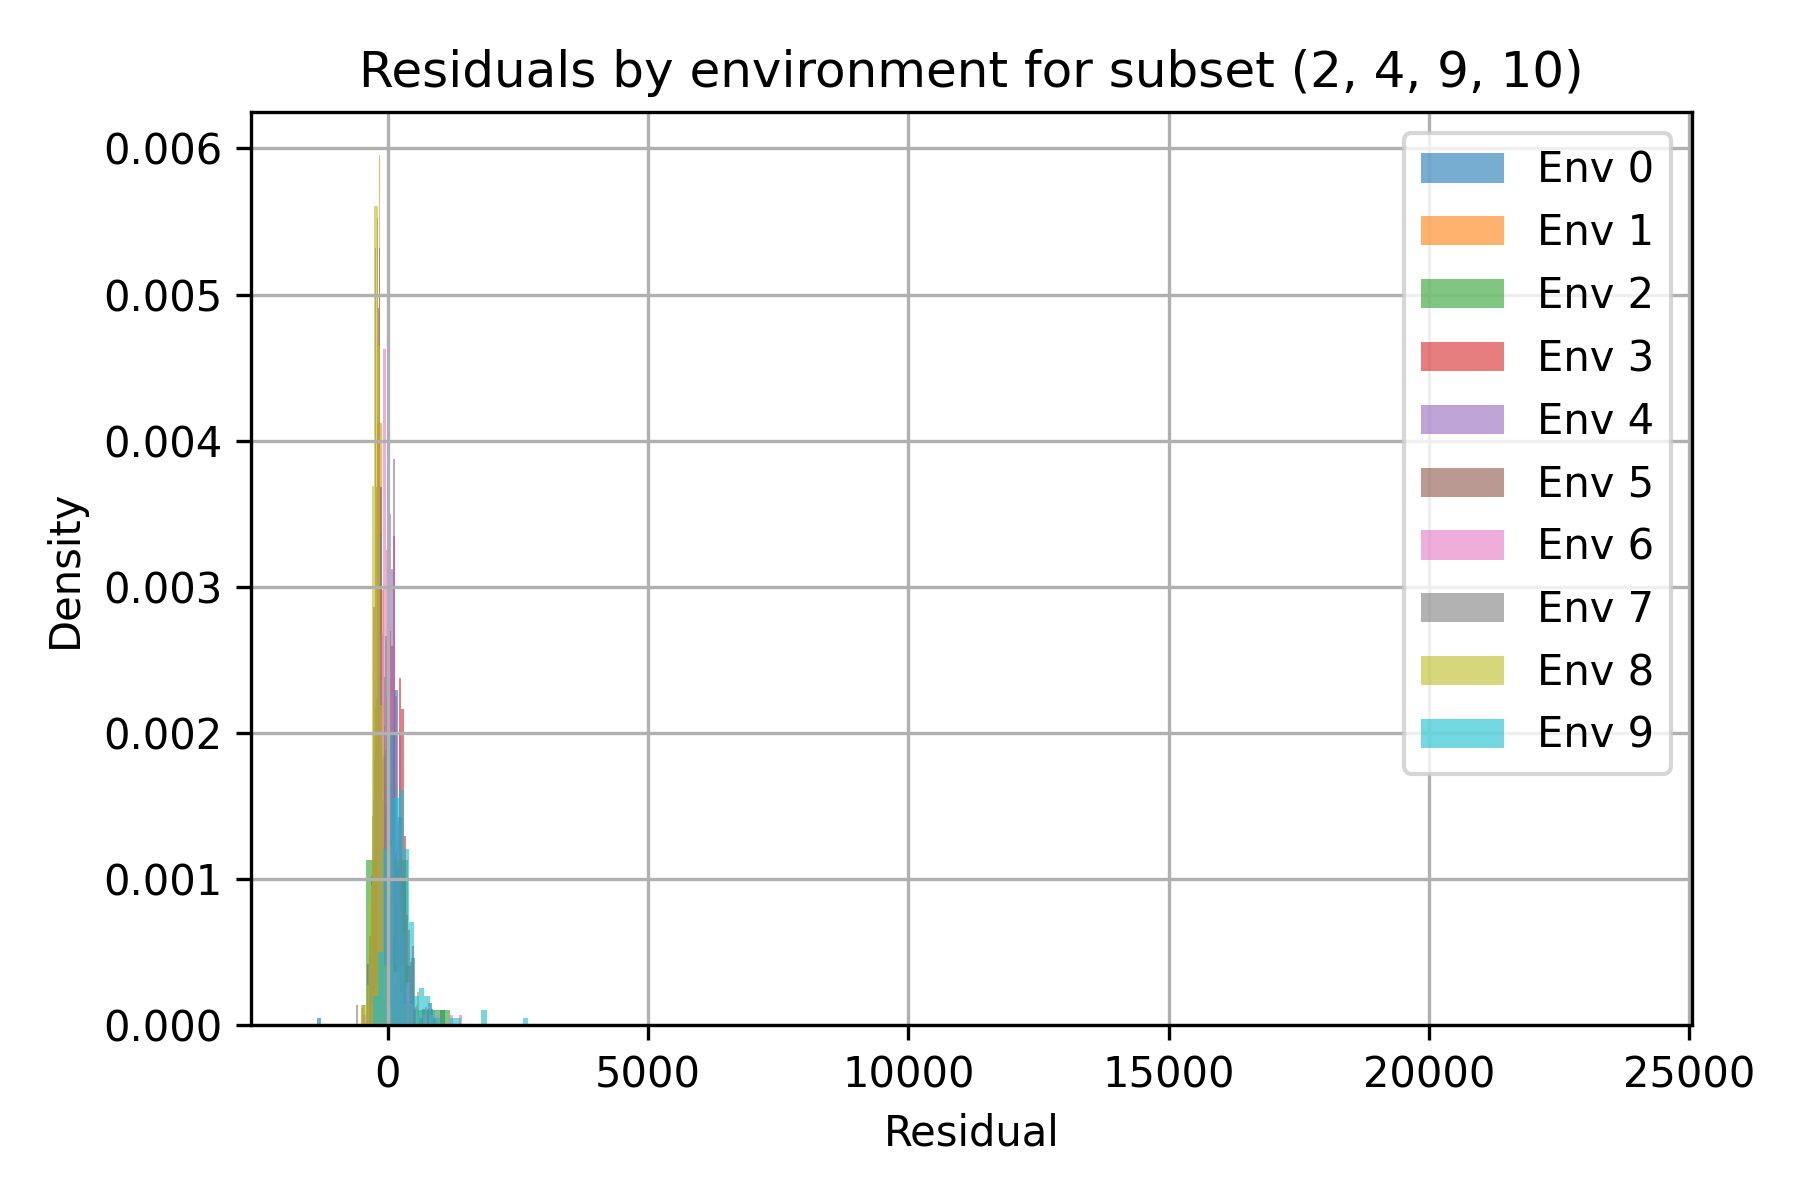 Residuals by environment for subset (2, 4, 9, 10)
0.006
0.005
0.004
0.003
0.002
0.001
0.000
Density
0
5000
10000
15000
20000
25000
Residual
Env 0
Env 1
Env 2
Env 3
Env 4
Env 5
Env 6
Env 7
Env 8
Env 9